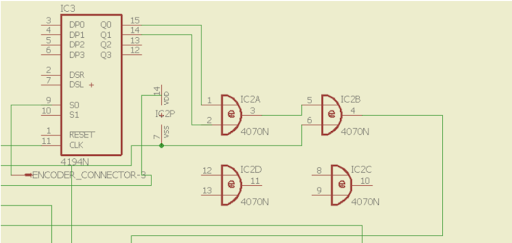 IC3
3 DP0 Q0 15
4 DP1 Q1 14
5 DP2 Q2 13
6 DP3 Q3 12
2 DSR
7 DSL
9 S0
10 S1
1 RESET
11 CLK
4194N
ENCODER_CONNECTOR-3
14 VDD
IC2P
7 VSS
IC2A
1
2
3
4070N
IC2B
5
6
4
4070N
IC2D
12
13
11
4070N
IC2C
8
9
10
4070N